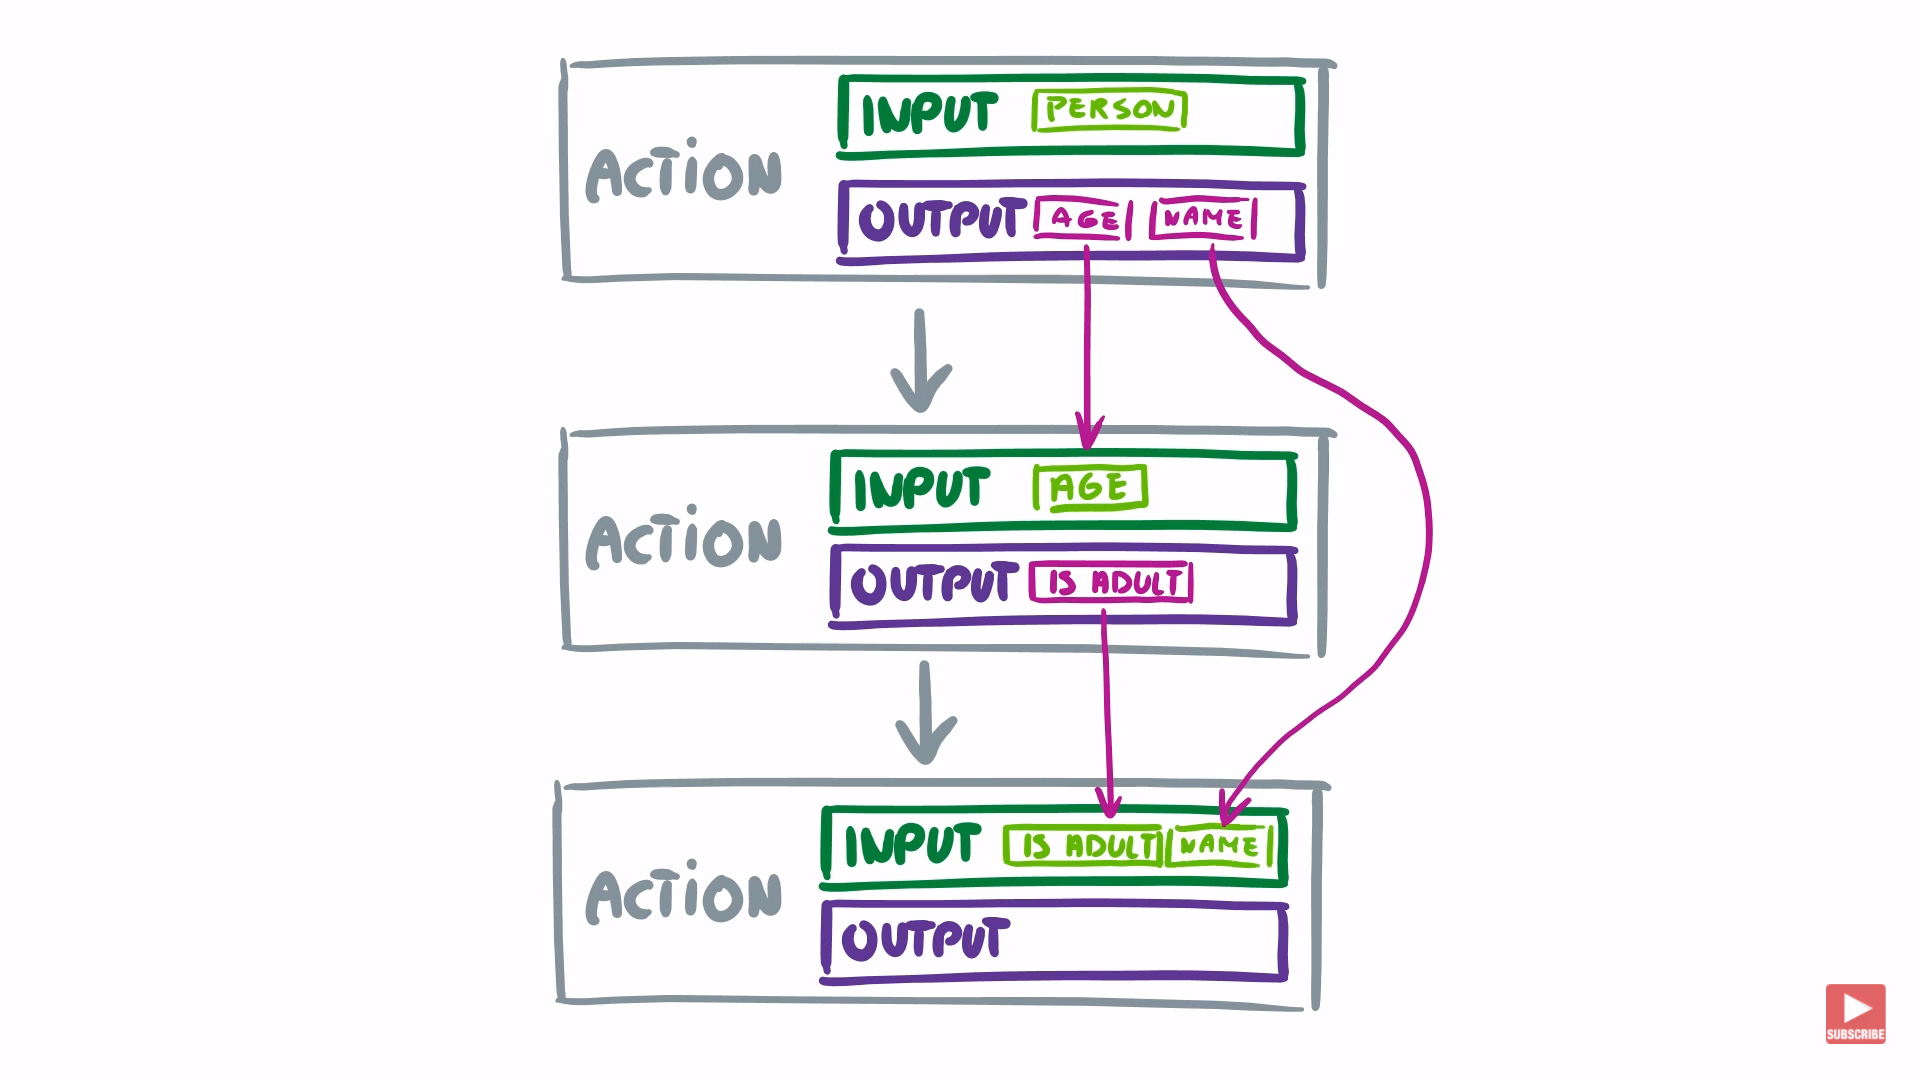 ACTION
INPUT PERSON
OUTPUT AGE NAME
ACTION
INPUT AGE
OUTPUT IS ADULT
ACTION
INPUT IS ADULT NAME
OUTPUT
SUBSCRIBE